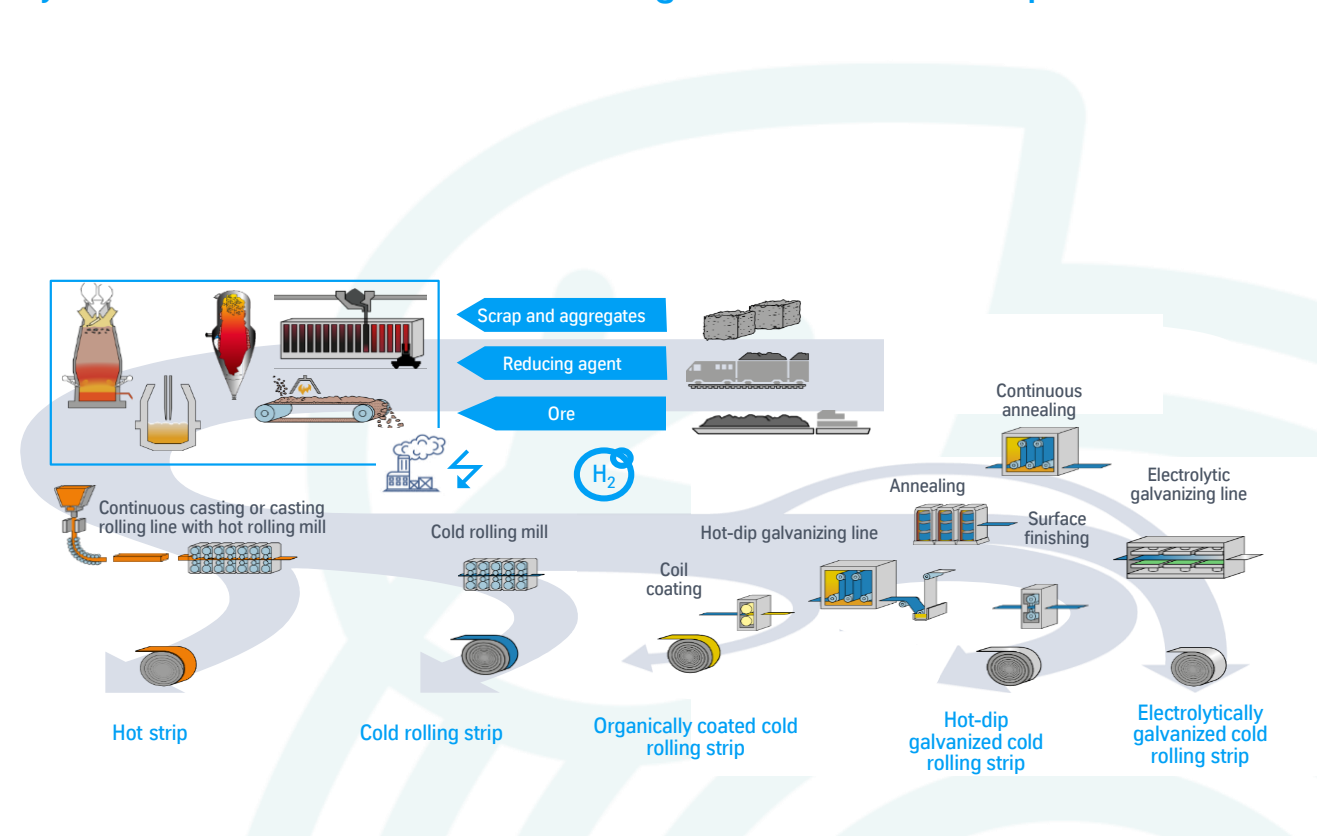 Scrap and aggregates
Reducing agent
Ore
H2
Continuous
annealing
Electrolytic
galvanizing line
Annealing
Continuous casting or casting
rolling line with hot rolling mill
Cold rolling mill
Hot-dip galvanizing line
Surface
finishing
Coil
coating
Hot strip
Cold rolling strip
Organically coated cold
rolling strip
Hot-dip
galvanized cold
rolling strip
Electrolytically
galvanized cold
rolling strip